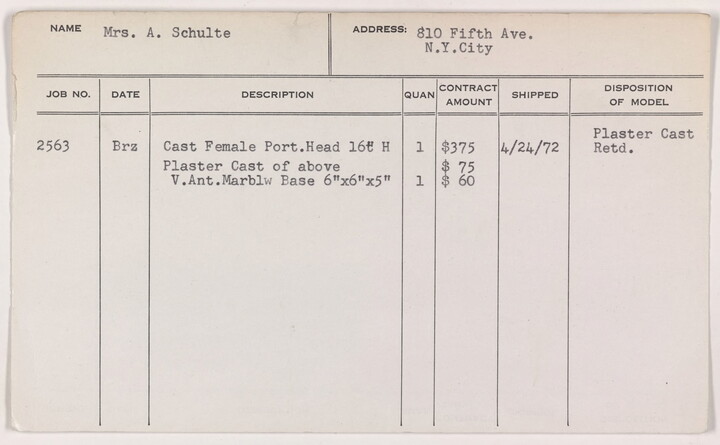 NAME Mrs. A. Schulte ADDRESS: 810 Fifth Ave.
N.Y.City
JOB NO. DATE DESCRIPTION QUAN CONTRACT AMOUNT SHIPPED DISPOSITION OF MODEL
Plaster Cast
2563 Brz Cast Female Port.Head 16" H 1 $375 4/24/72 Retd.
Plaster Cast of above $ 75
V.Ant.Marblw Base 6"x6"x5" 1 $ 60